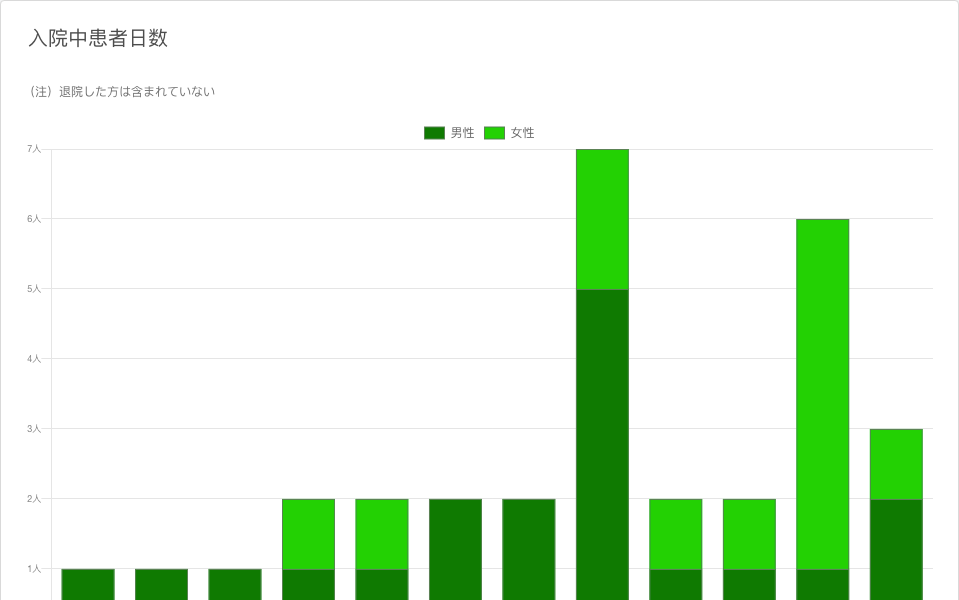 入院中患者日数
（注）退院した方は含まれていない
男性 女性
7人
6人
5人
4人
3人
2人
1人